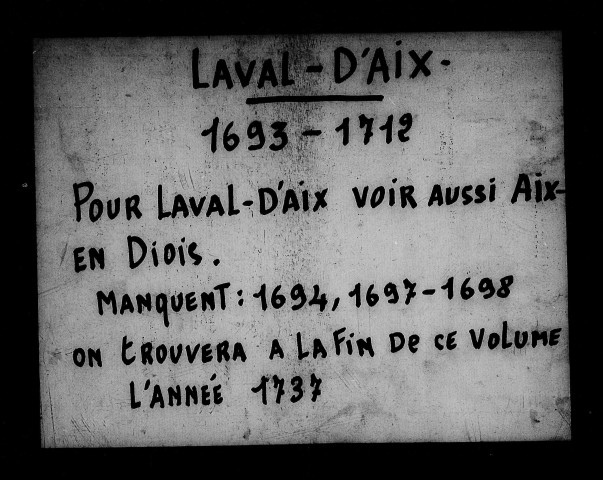 LAVAL-D'AIX.
1693-1712
POUR LAVAL-D'AIX VOIR AUSSI AIX-
EN DIOIS.
MANQUENT: 1694, 1697-1698
ON TROUVERA A LA FIN DE CE VOLUME
L'ANNÉE 1737